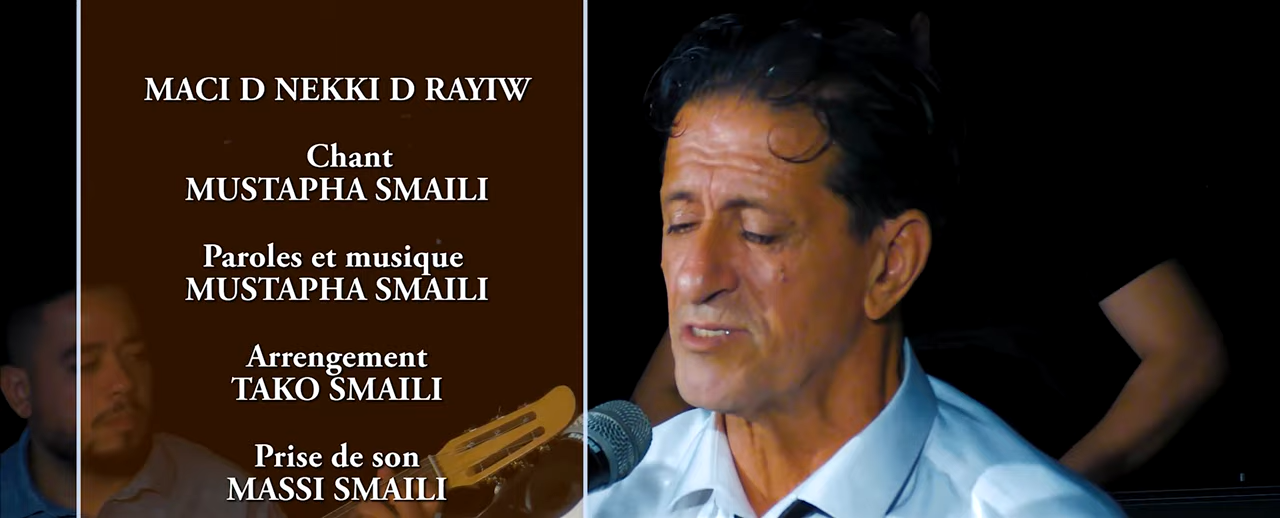 MACI D NEKKI D RAYIW
Chant
MUSTAPHA SMAILI
Paroles et musique
MUSTAPHA SMAILI
Arrengement
TAKO SMAILI
Prise de son
MASSI SMAILI